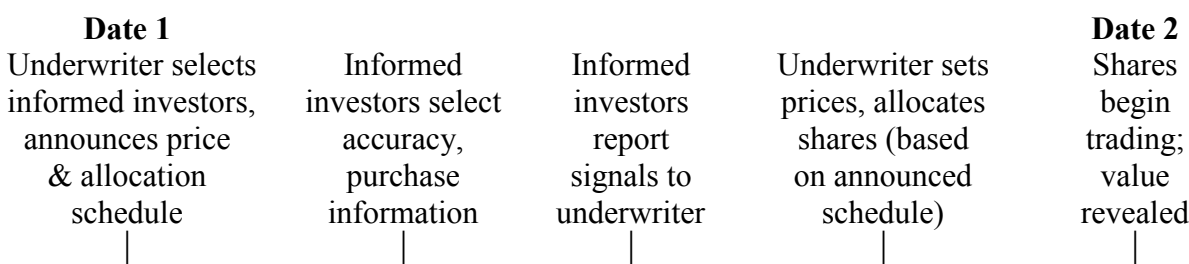 Date 1
Underwriter selects
informed investors,
announces price
& allocation
schedule
Informed
investors select
accuracy,
purchase
information
Informed
investors
report
signals to
underwriter
Underwriter sets
prices, allocates
shares (based
on announced
schedule)
Date 2
Shares
begin
trading;
value
revealed